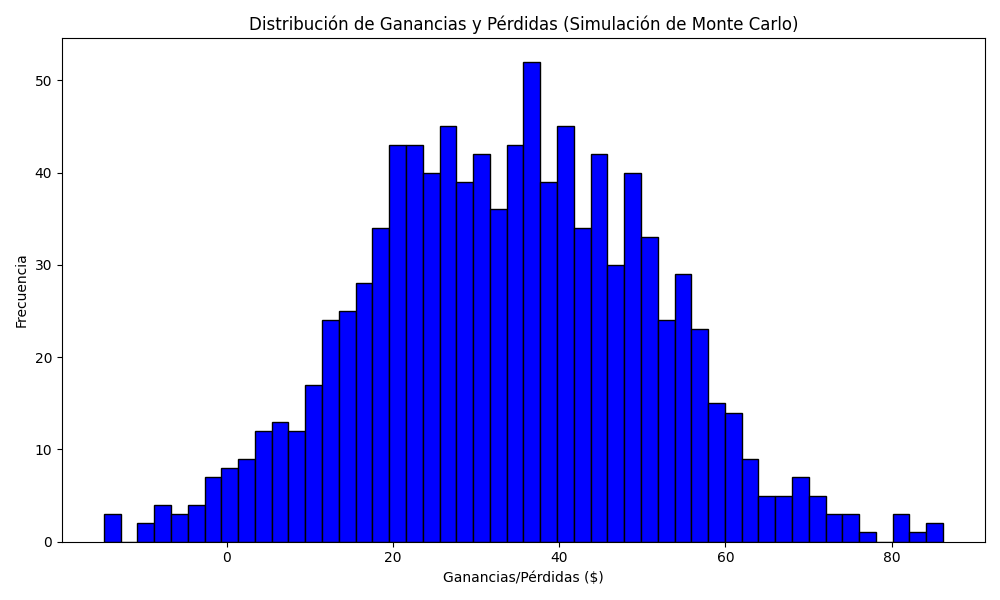 Distribución de Ganancias y Pérdidas (Simulación de Monte Carlo)
50
40
30
20
10
0
Frecuencia
0 20 40 60 80
Ganancias/Pérdidas ($)